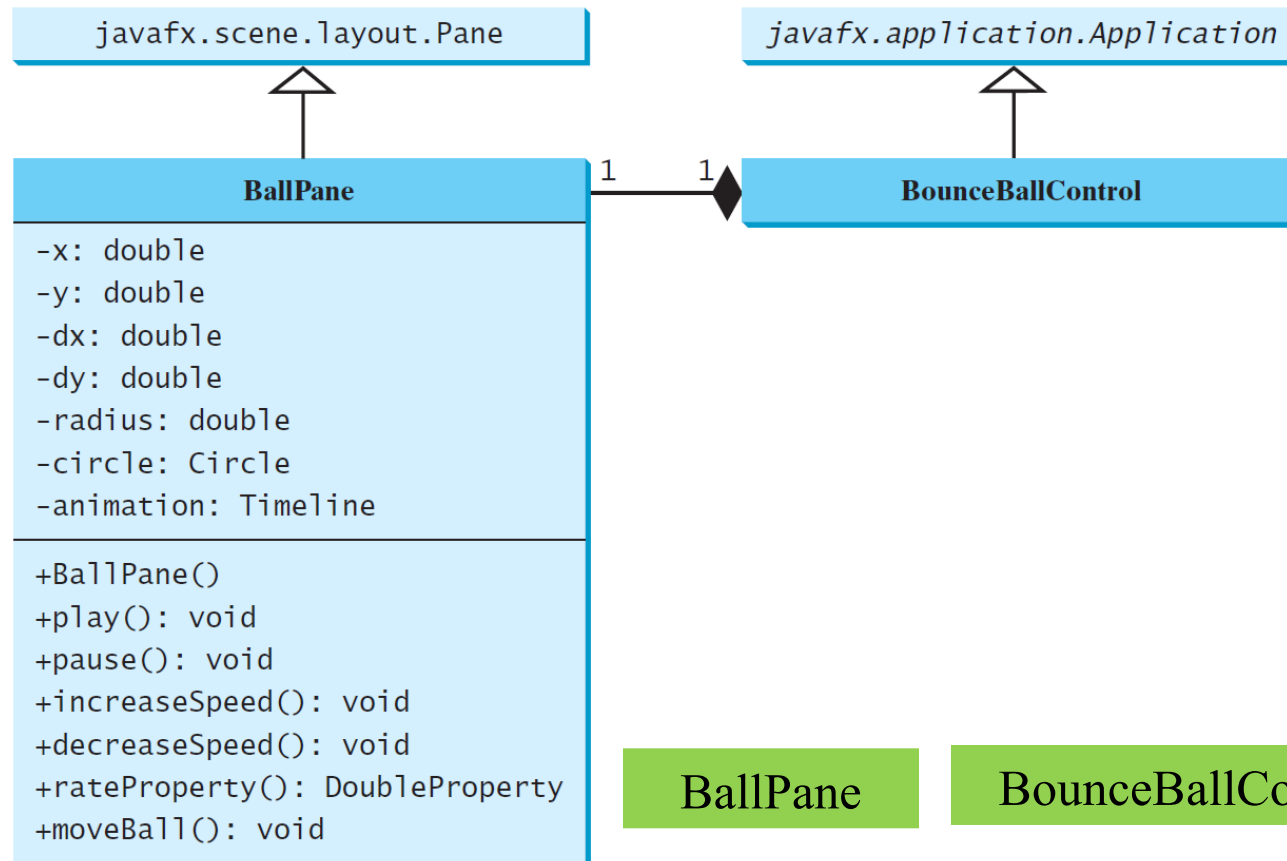 javafx.scene.layout.Pane
javafx.application.Application
BallPane
1
1
BounceBallControl
-x: double
-y: double
-dx: double
-dy: double
-radius: double
-circle: Circle
-animation: Timeline
+BallPane()
+play(): void
+pause(): void
+increaseSpeed(): void
+decreaseSpeed(): void
+rateProperty(): DoubleProperty
+moveBall(): void
BallPane
BounceBallCo